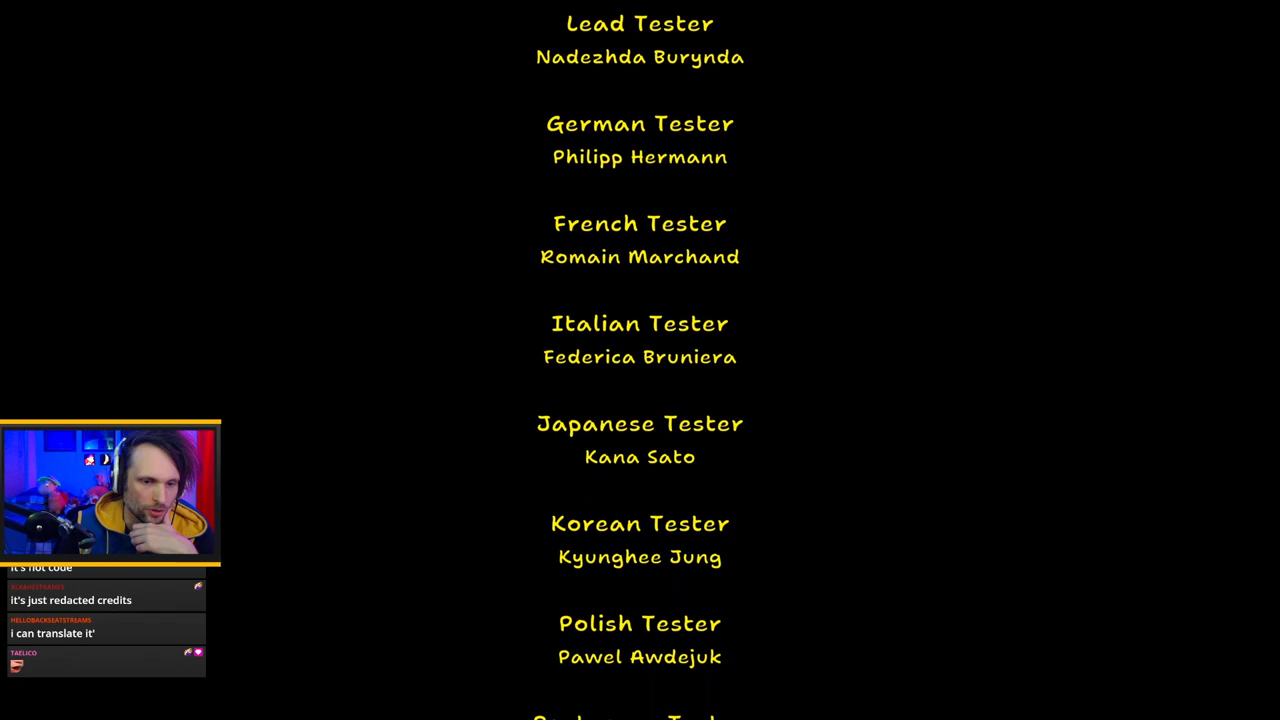 Lead Tester
Nadezhda Burynda
German Tester
Philipp Hermann
French Tester
Romain Marchand
Italian Tester
Federica Bruniera
Japanese Tester
Kana Sato
Korean Tester
Kyunghee Jung
Polish Tester
Pawel Awdejuk
it's not code
it's just redacted credits
HELLOBACKSEATSTREAMS
i can translate it'
TAELICO